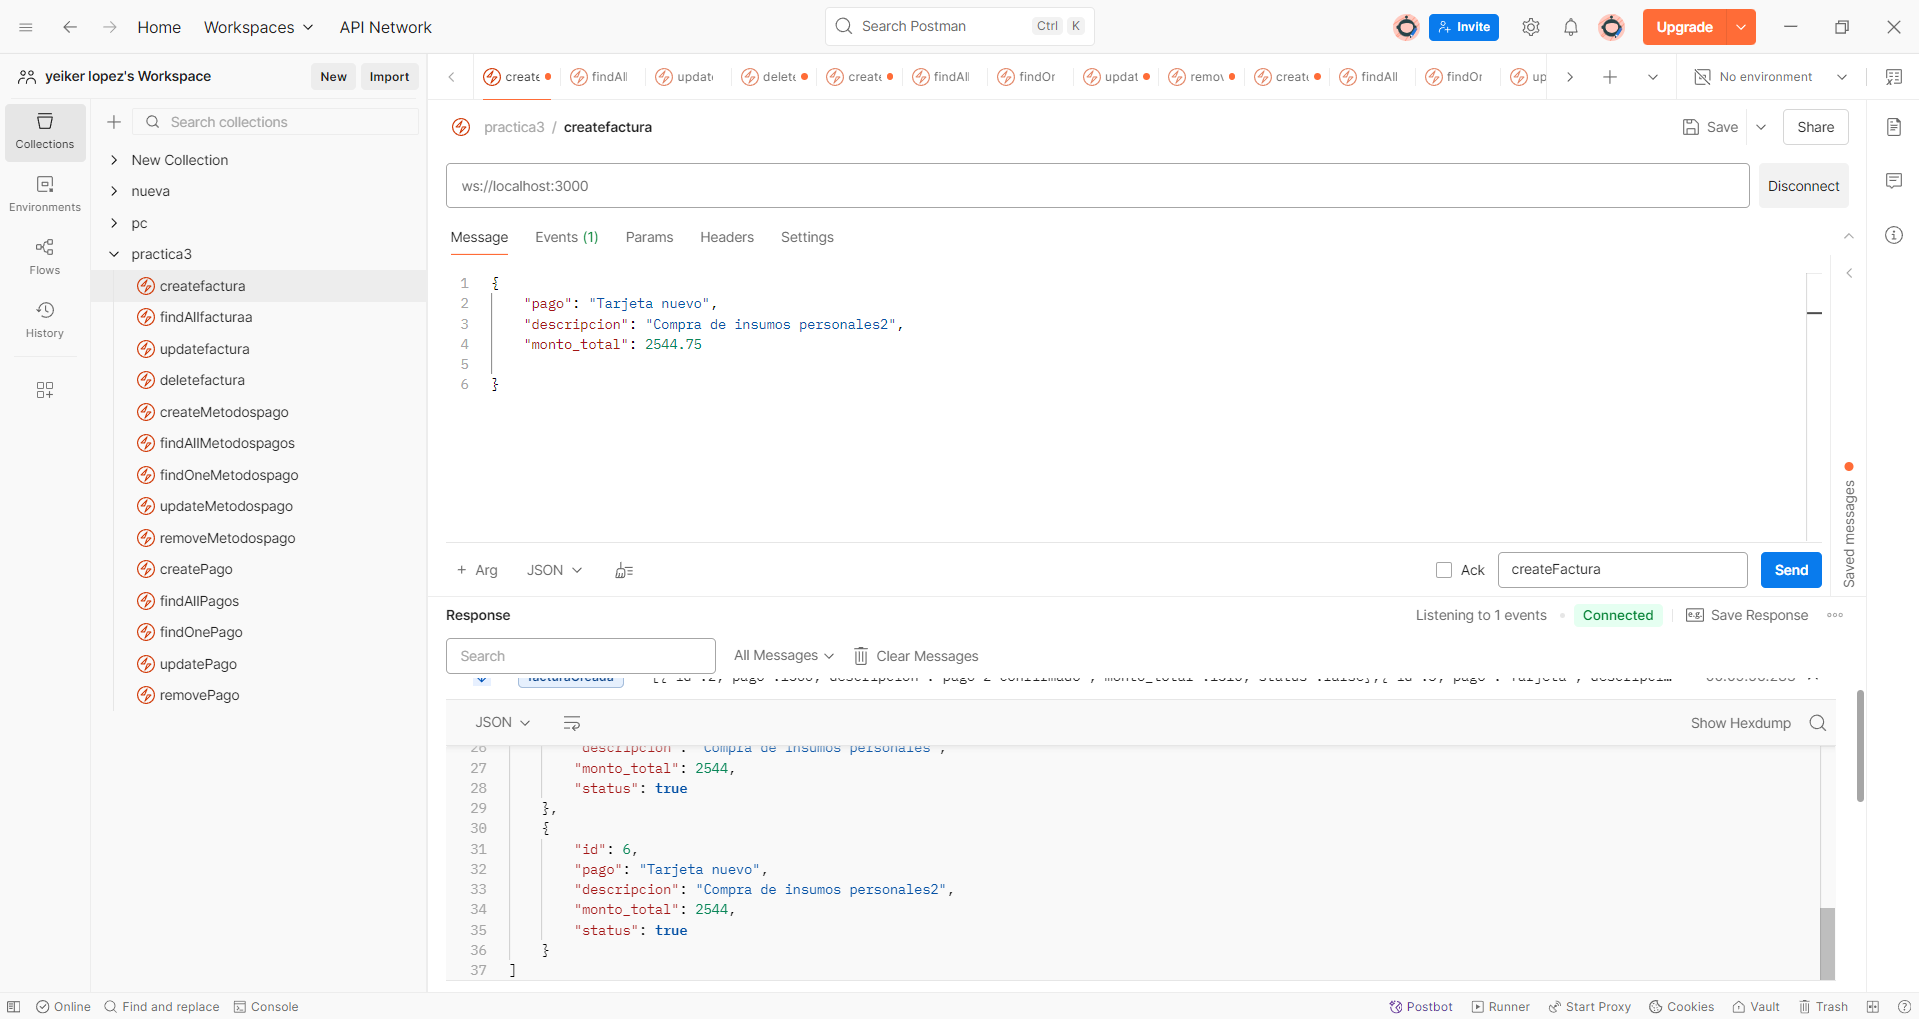 Home
Workspaces
API Network
Search Postman
Ctrl
K
Invite
Upgrade
yeiker lopez's Workspace
New
Import
create
findAll
update
delete
create
findAll
findOn
updat
remov
create
findAll
findOn
up
No environment
Collections
Environments
Flows
History
Search collections
New Collection
nueva
pc
practica3
createfactura
findAllfacturaa
updatefactura
deletefactura
createMetodospago
findAllMetodospagos
findOneMetodospago
updateMetodospago
removeMetodospago
createPago
findAllPagos
findOnePago
updatePago
removePago
practica3 / createfactura
Save
Share
ws://localhost:3000
Disconnect
Message
Events (1)
Params
Headers
Settings
1 {
2 "pago": "Tarjeta nuevo",
3 "descripcion": "Compra de insumos personales2",
4 "monto_total": 2544.75
5
6 }
Saved messages
+ Arg
JSON
Ack
createFactura
Send
Response
Listening to 1 events
Connected
Save Response
Search
All Messages
Clear Messages
facturaCreada
JSON
Show Hexdump
26 "descripcion": "Compra de insumos personales",
27 "monto_total": 2544,
28 "status": true
29 },
30 {
31 "id": 6,
32 "pago": "Tarjeta nuevo",
33 "descripcion": "Compra de insumos personales2",
34 "monto_total": 2544,
35 "status": true
36 }
37 ]
Online
Find and replace
Console
Postbot
Runner
Start Proxy
Cookies
Vault
Trash